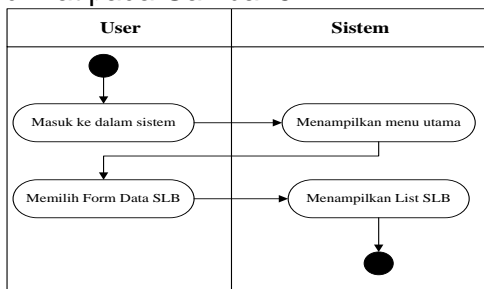 User Sistem
Masuk ke dalam sistem Menampilkan menu utama
Memilih Form Data SLB Menampilkan List SLB